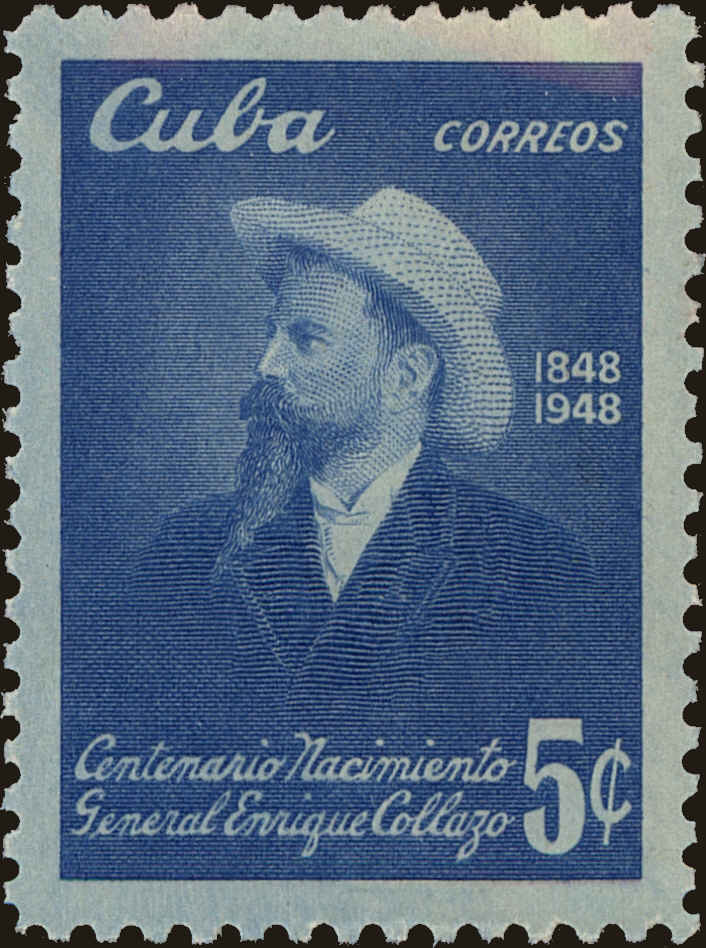 Cuba CORREOS
1848
1948
Centenario Nacimiento
General Enrique Collazo
5¢